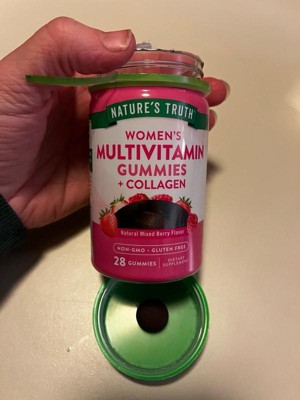 NATURE'S TRUTH
WOMEN'S
MULTIVITAMIN
GUMMIES
+ COLLAGEN
Natural Mixed Berry Flavor
NON-GMO • GLUTEN FREE
28 GUMMIES
DIETARY
SUPPLEMENT